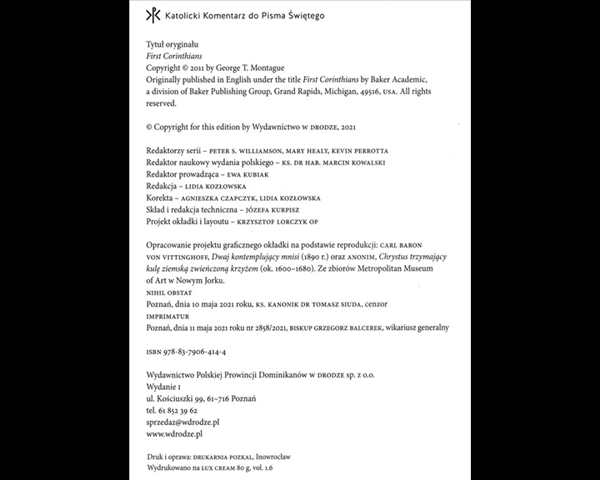 Katolicki Komentarz do Pisma Świętego
Tytuł oryginału
First Corinthians
Copyright © 2011 by George T. Montague
Originally published in English under the title First Corinthians by Baker Academic,
a division of Baker Publishing Group, Grand Rapids, Michigan, 49516, USA. All rights
reserved.
© Copyright for this edition by Wydawnictwo W DRODZE, 2021
Redaktorzy serii – PETER S. WILLIAMSON, MARY HEALY, KEVIN PERROTTA
Redaktor naukowy wydania polskiego – KS. DR HAB. MARCIN KOWALSKI
Redaktor prowadząca – EWA KUBIAK
Redakcja – LIDIA KOZŁOWSKA
Korekta – AGNIESZKA CZAPCZYK, LIDIA KOZŁOWSKA
Skład i redakcja techniczna – JÓZEFA KURPISZ
Projekt okładki i layoutu – KRZYSZTOF LORCZYK OP
Opracowanie projektu graficznego okładki na podstawie reprodukcji: CARL BARON
VON VITTINGHOFF, Dwaj kontemplujący mnisi (1890 r.) oraz ANONIM, Chrystus trzymający
kulę ziemską zwieńczoną krzyżem (ok. 1600–1680). Ze zbiorów Metropolitan Museum
of Art w Nowym Jorku.
NIHIL OBSTAT
Poznań, dnia 10 maja 2021 roku, KS. KANONIK DR TOMASZ SIUDA, cenzor
IMPRIMATUR
Poznań, dnia 11 maja 2021 roku nr 2858/2021, BISKUP GRZEGORZ BALCEREK, wikariusz generalny
ISBN 978-83-7906-414-4
Wydawnictwo Polskiej Prowincji Dominikanów W DRODZE sp. z o.o.
Wydanie I
ul. Kościuszki 99, 61–716 Poznań
tel. 61 852 39 62
sprzedaz@wdrodze.pl
www.wdrodze.pl
Druk i oprawa: DRUKARNIA POZKAL, Inowrocław
Wydrukowano na LUX CREAM 80 g, vol. 1.6